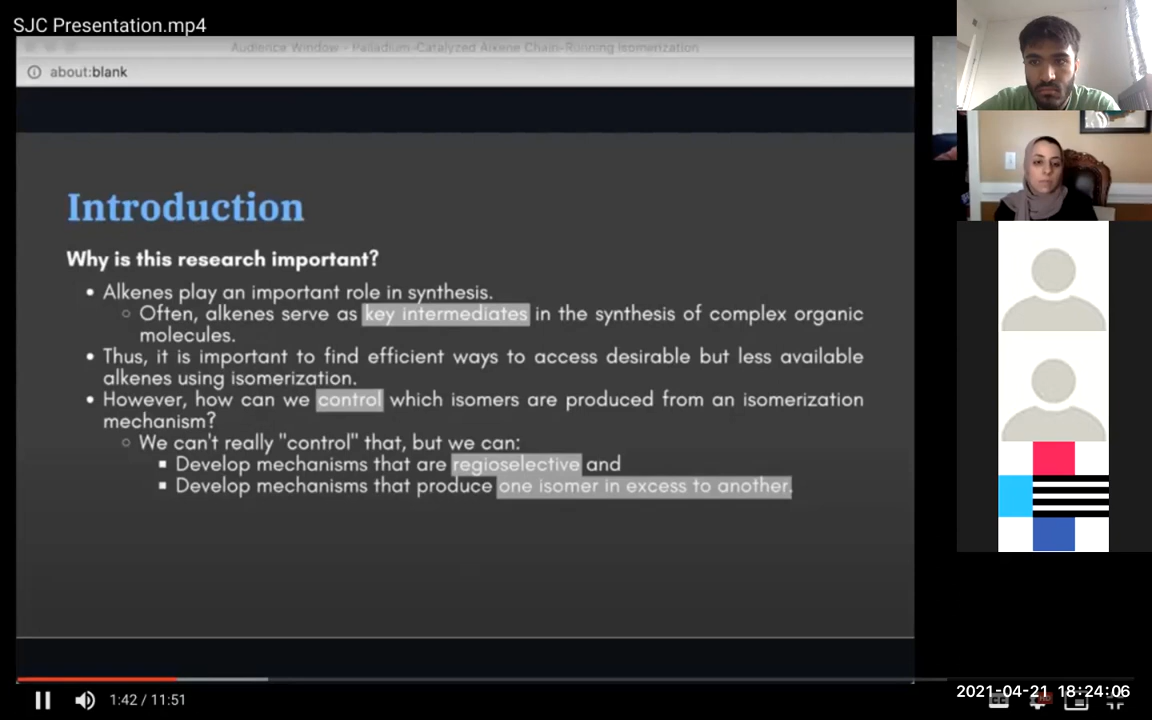 SJC Presentation.mp4
Audience Window - Palladium-Catalyzed Alkene Chain-Running Isomerization
about:blank
Introduction
Why is this research important?
• Alkenes play an important role in synthesis.
○ Often, alkenes serve as key intermediates in the synthesis of complex organic
molecules.
• Thus, it is important to find efficient ways to access desirable but less available
alkenes using isomerization.
• However, how can we control which isomers are produced from an isomerization
mechanism?
○ We can't really "control" that, but we can:
▪ Develop mechanisms that are regioselective and
▪ Develop mechanisms that produce one isomer in excess to another.
1:42 / 11:51
2021-04-21 18:24:06